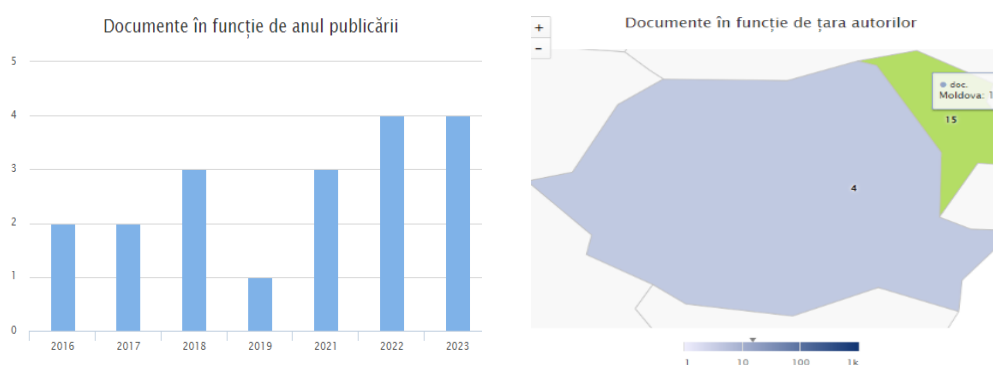 Documente în funcție de anul publicării
5
4
3
2
1
0
2016 2017 2018 2019 2021 2022 2023
Documente în funcție de țara autorilor
+
−
doc.
Moldova: 1
15
4
1 10 100 1k